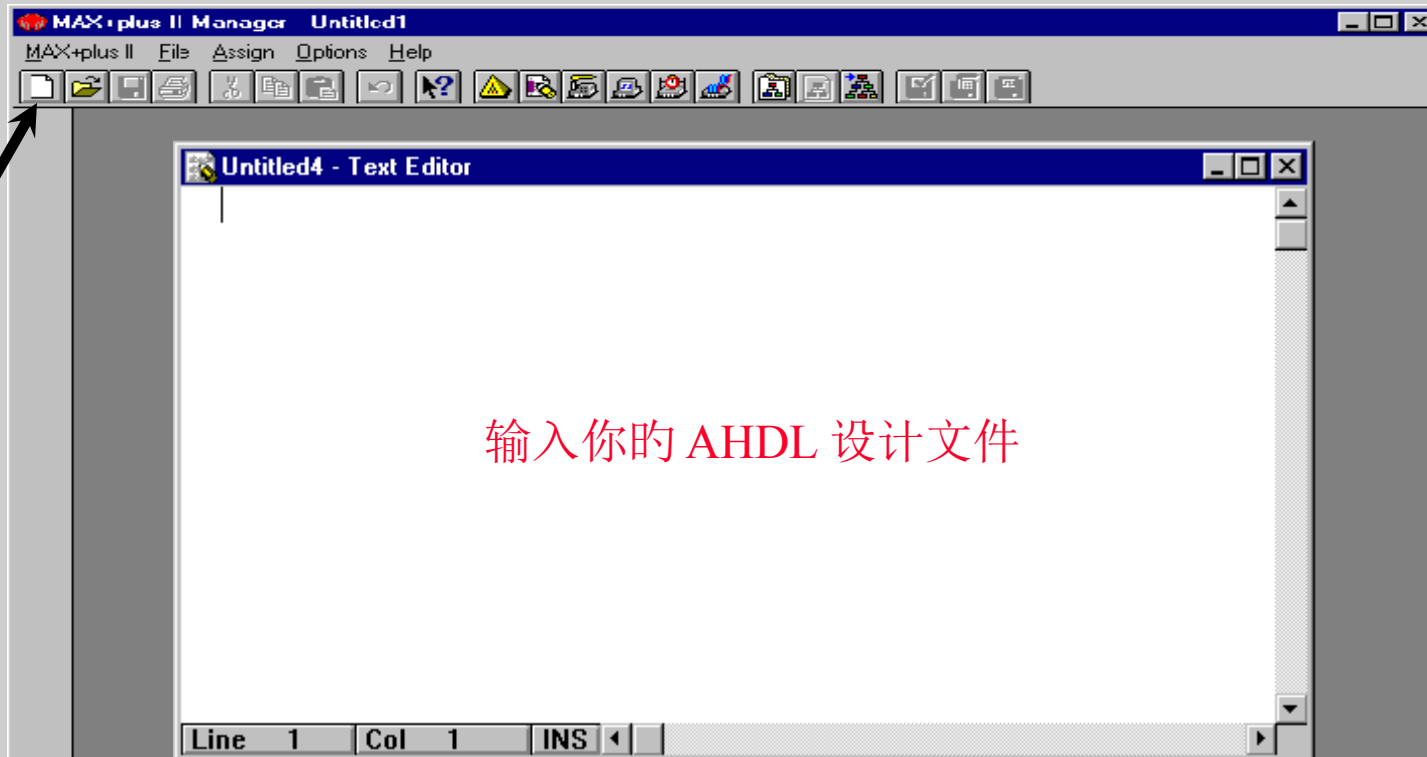 MAX+plus II Manager Untitled1
MAX+plus II File Assign Options Help
Untitled4 - Text Editor
输入你旳 AHDL 设计文件
Line 1 Col 1 INS